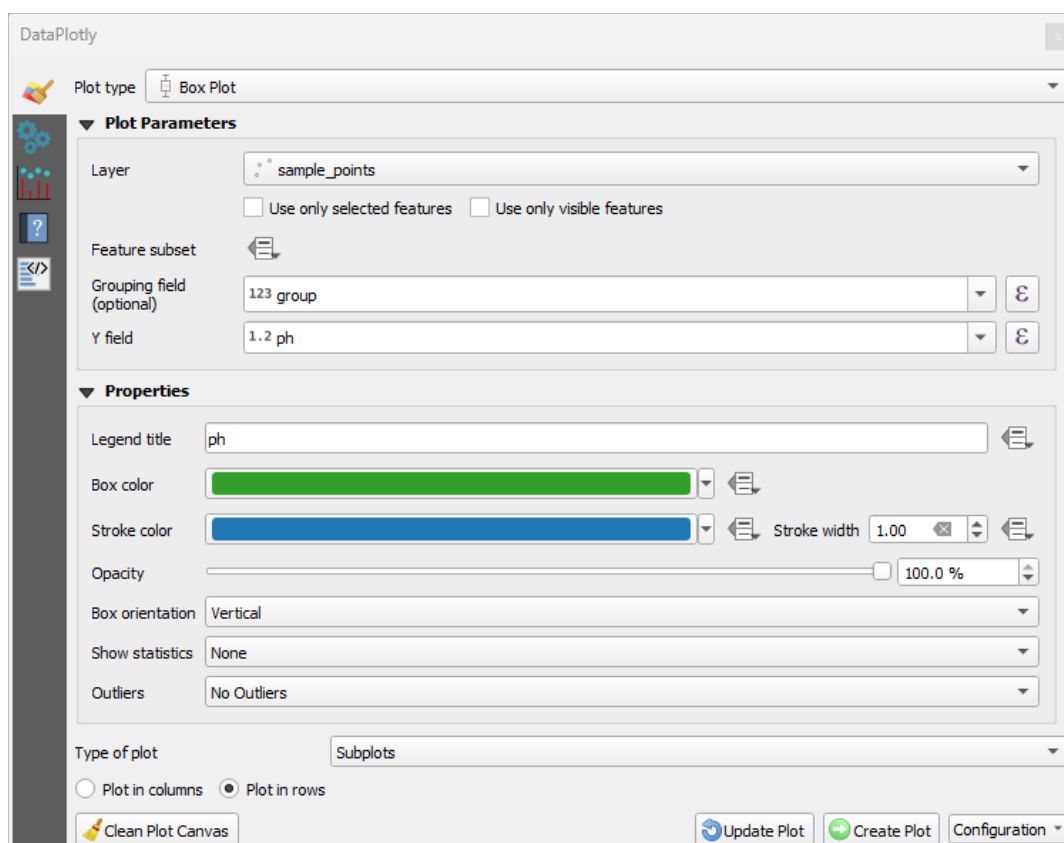 DataPlotly
Plot type Box Plot
Plot Parameters
Layer sample_points
Use only selected features Use only visible features
Feature subset
Grouping field (optional) 123 group
Y field 1.2 ph
Properties
Legend title ph
Box color
Stroke color Stroke width 1.00
Opacity 100.0 %
Box orientation Vertical
Show statistics None
Outliers No Outliers
Type of plot Subplots
Plot in columns Plot in rows
Clean Plot Canvas Update Plot Create Plot Configuration